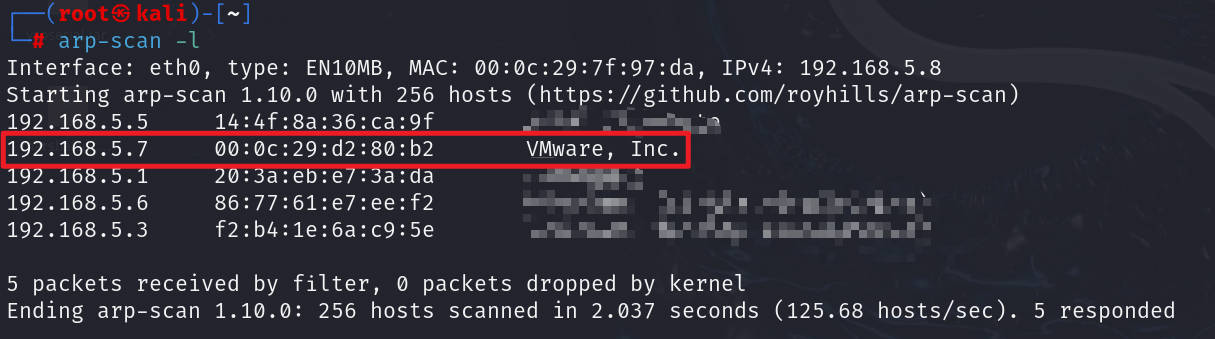 ┌──(root㉿kali)-[~]
└─# arp-scan -l
Interface: eth0, type: EN10MB, MAC: 00:0c:29:7f:97:da, IPv4: 192.168.5.8
Starting arp-scan 1.10.0 with 256 hosts (https://github.com/royhills/arp-scan)
192.168.5.5 14:4f:8a:36:ca:9f
192.168.5.7 00:0c:29:d2:80:b2 VMware, Inc.
192.168.5.1 20:3a:eb:e7:3a:da
192.168.5.6 86:77:61:e7:ee:f2
192.168.5.3 f2:b4:1e:6a:c9:5e
5 packets received by filter, 0 packets dropped by kernel
Ending arp-scan 1.10.0: 256 hosts scanned in 2.037 seconds (125.68 hosts/sec). 5 responded